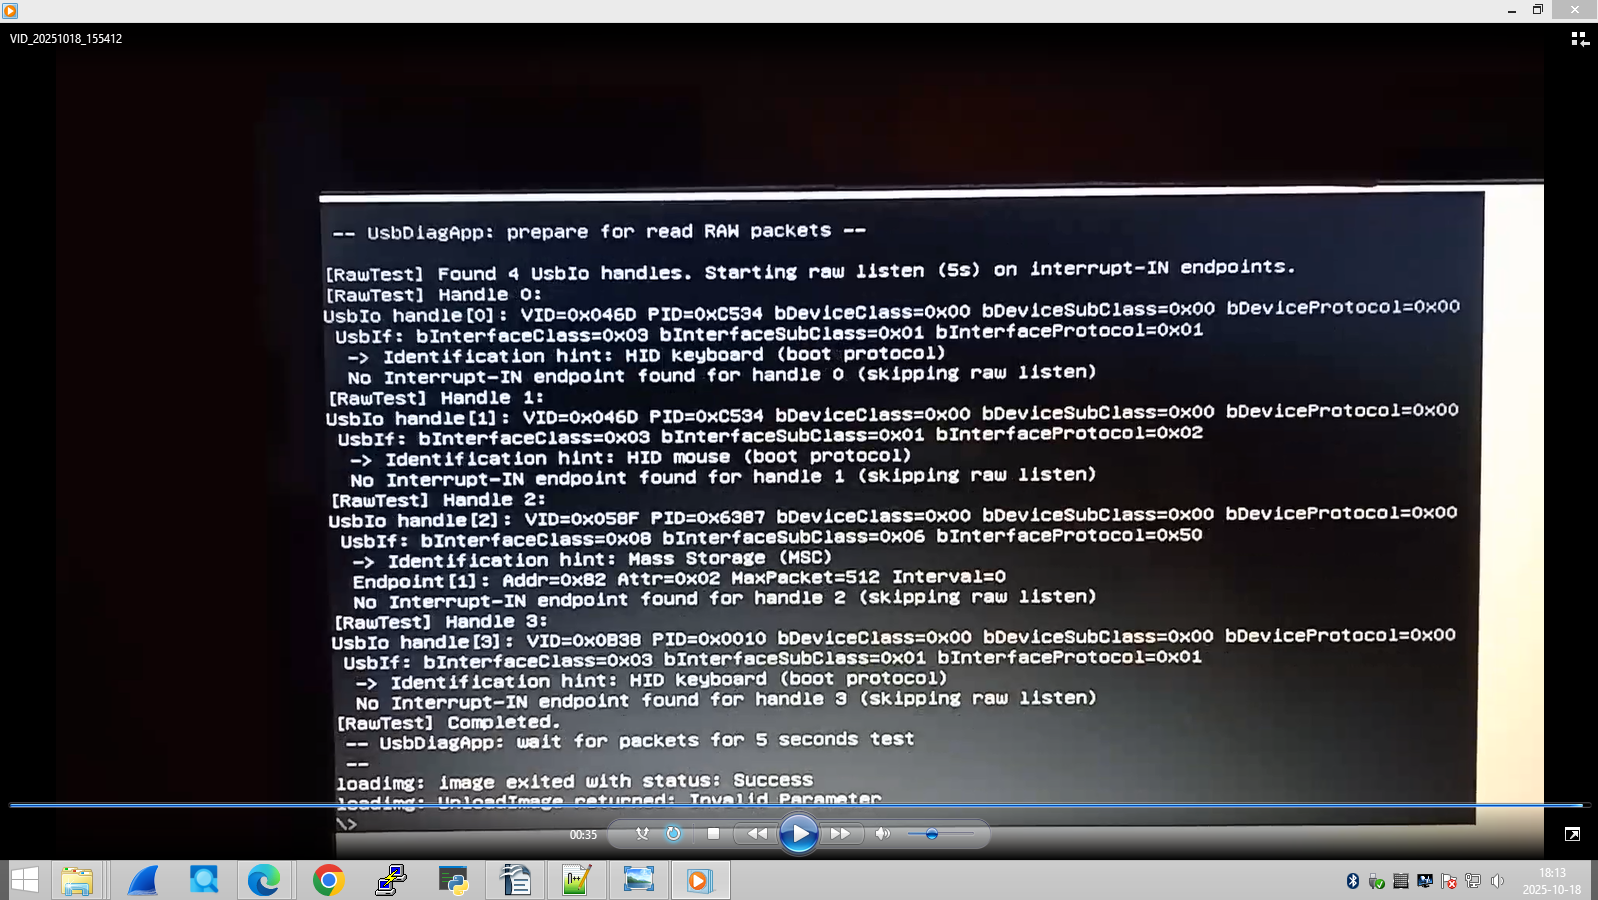 VID_20251018_155412
-- UsbDiagApp: prepare for read RAW packets --
[RawTest] Found 4 UsbIo handles. Starting raw listen (5s) on interrupt-IN endpoints.
[RawTest] Handle 0:
UsbIo handle[0]: VID=0x046D PID=0xC534 bDeviceClass=0x00 bDeviceSubClass=0x00 bDeviceProtocol=0x00
UsbIf: bInterfaceClass=0x03 bInterfaceSubClass=0x01 bInterfaceProtocol=0x01
-> Identification hint: HID keyboard (boot protocol)
No Interrupt-IN endpoint found for handle 0 (skipping raw listen)
[RawTest] Handle 1:
UsbIo handle[1]: VID=0x046D PID=0xC534 bDeviceClass=0x00 bDeviceSubClass=0x00 bDeviceProtocol=0x00
UsbIf: bInterfaceClass=0x03 bInterfaceSubClass=0x01 bInterfaceProtocol=0x02
-> Identification hint: HID mouse (boot protocol)
No Interrupt-IN endpoint found for handle 1 (skipping raw listen)
[RawTest] Handle 2:
UsbIo handle[2]: VID=0x058F PID=0x6387 bDeviceClass=0x00 bDeviceSubClass=0x00 bDeviceProtocol=0x00
UsbIf: bInterfaceClass=0x08 bInterfaceSubClass=0x06 bInterfaceProtocol=0x50
-> Identification hint: Mass Storage (MSC)
Endpoint[1]: Addr=0x82 Attr=0x02 MaxPacket=512 Interval=0
No Interrupt-IN endpoint found for handle 2 (skipping raw listen)
[RawTest] Handle 3:
UsbIo handle[3]: VID=0x0B38 PID=0x0010 bDeviceClass=0x00 bDeviceSubClass=0x00 bDeviceProtocol=0x00
UsbIf: bInterfaceClass=0x03 bInterfaceSubClass=0x01 bInterfaceProtocol=0x01
-> Identification hint: HID keyboard (boot protocol)
No Interrupt-IN endpoint found for handle 3 (skipping raw listen)
[RawTest] Completed.
-- UsbDiagApp: wait for packets for 5 seconds test
--
loadimg: image exited with status: Success
loadimg: UnloadImage returned: Invalid Parameter
\>
00:35
18:13
2025-10-18